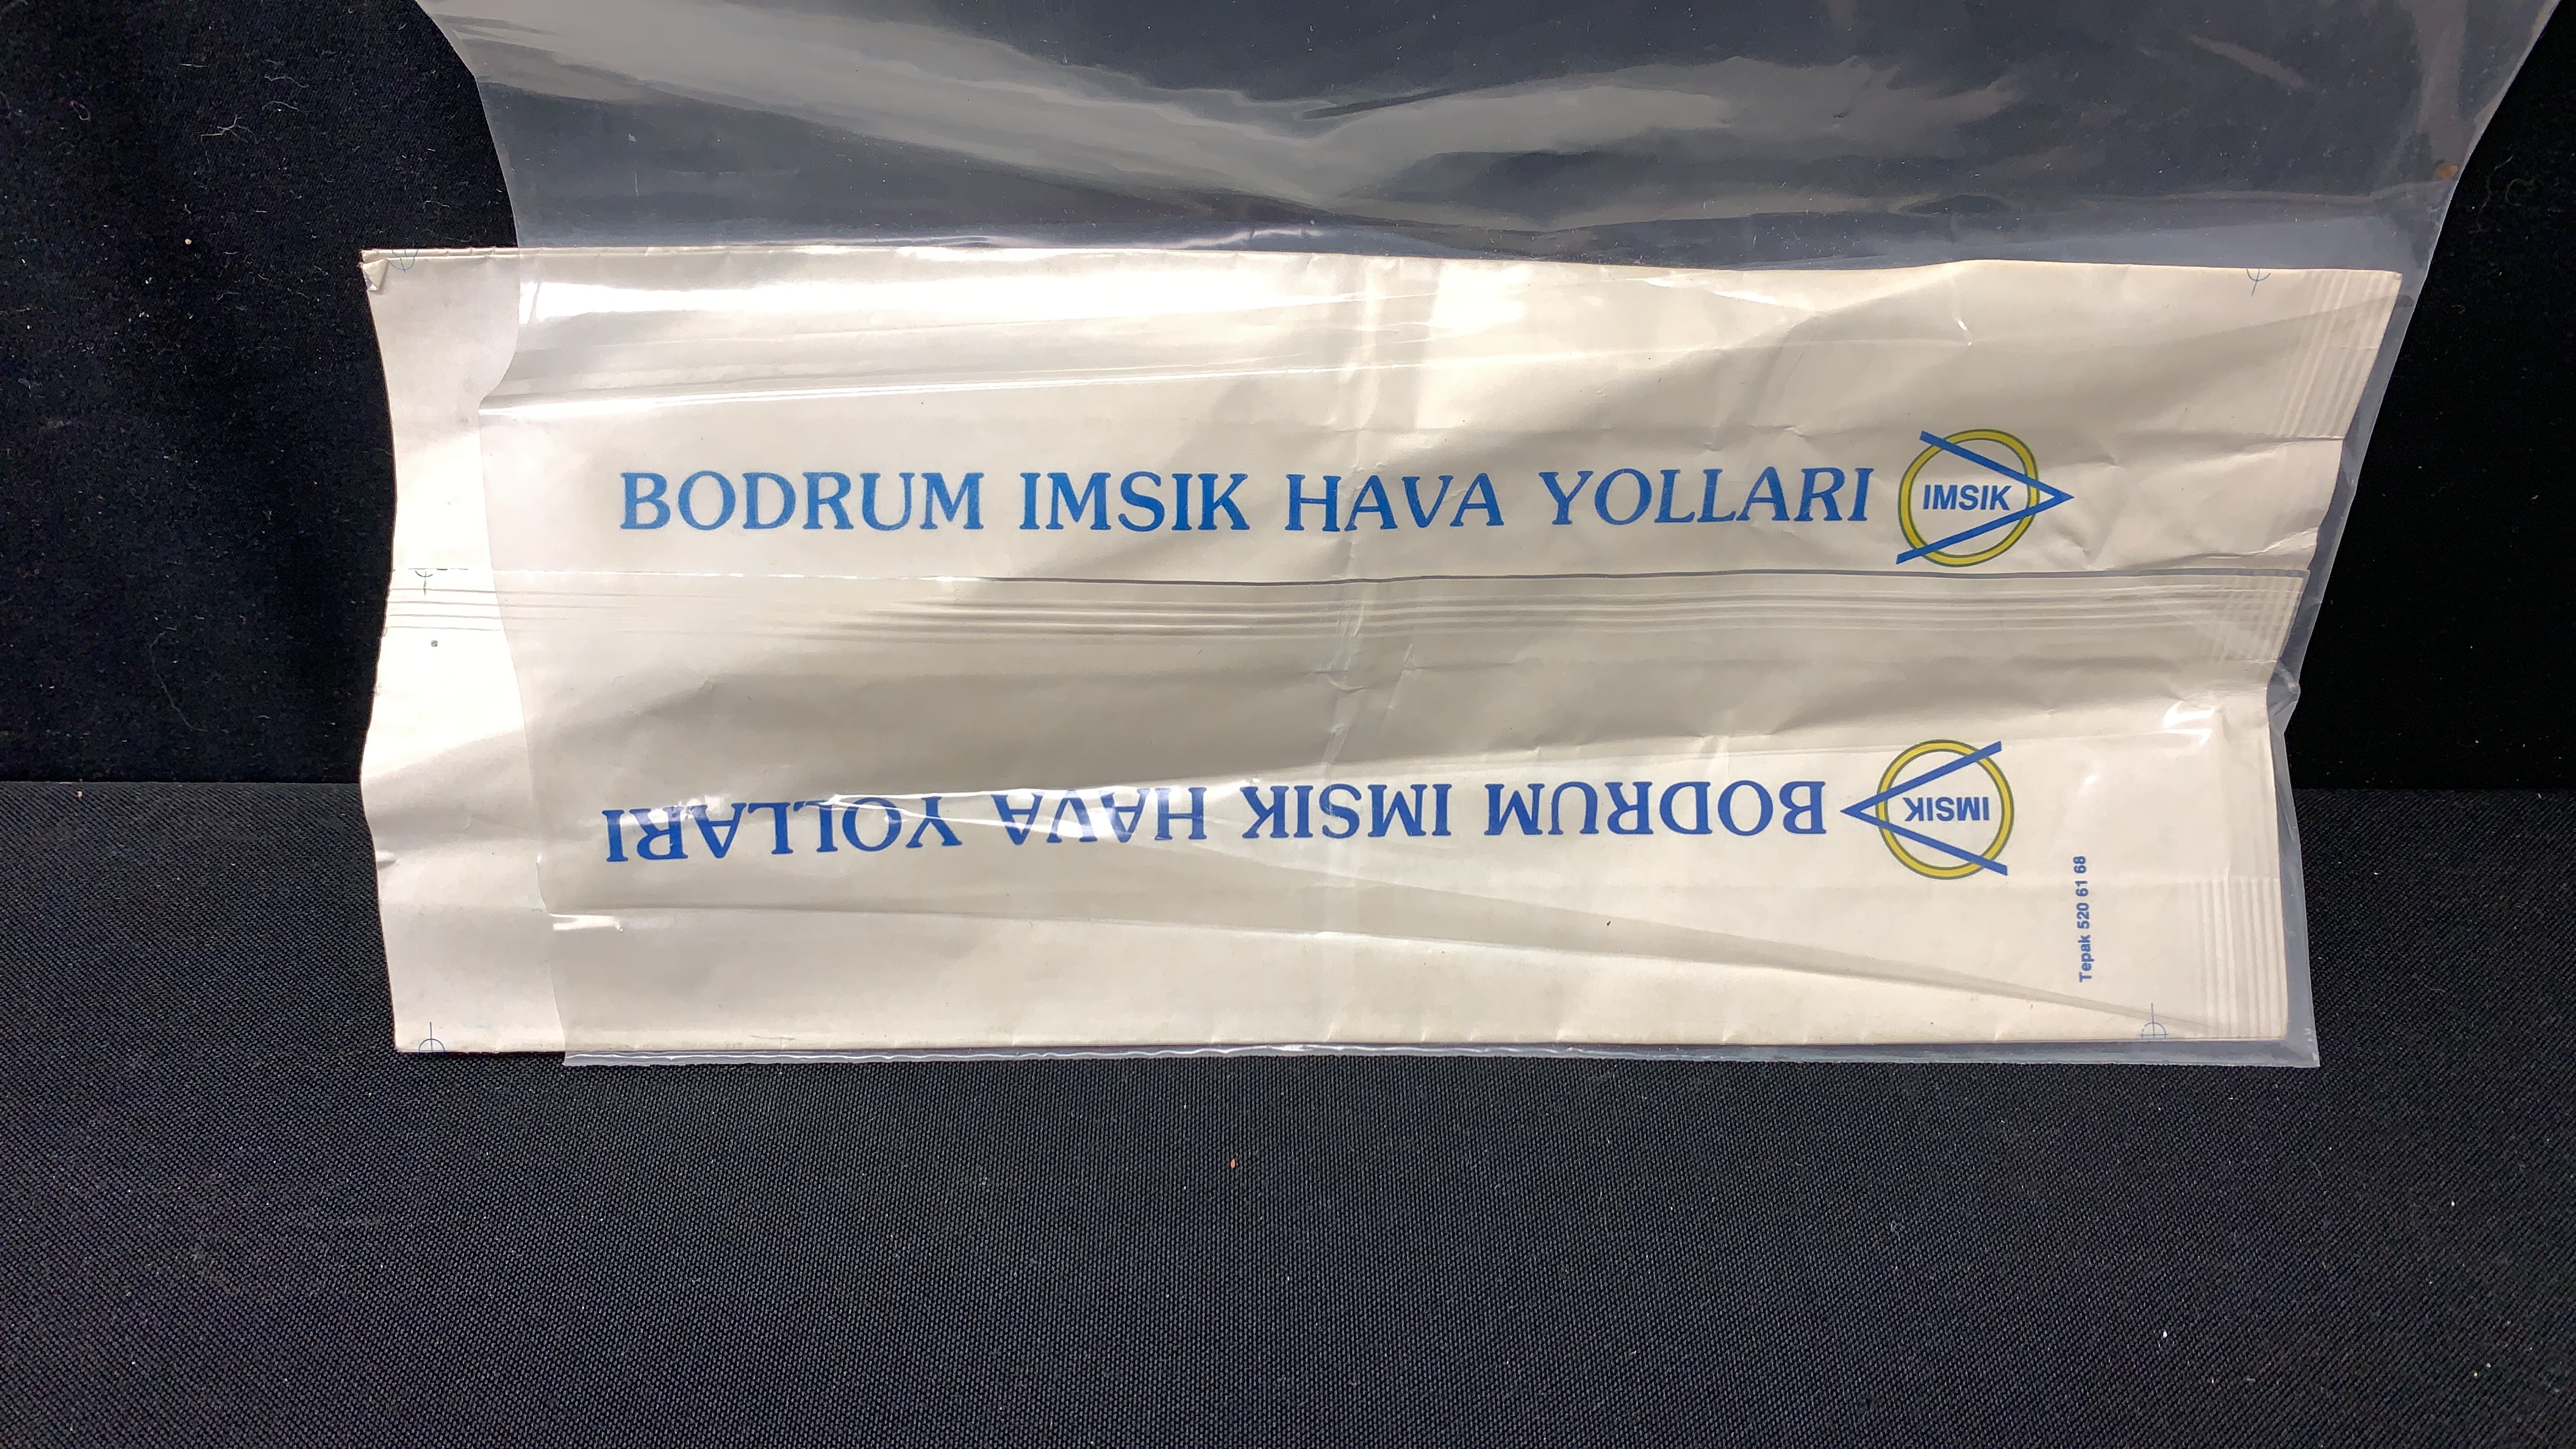 BODRUM IMSIK HAVA YOLLARI
IMSIK
BODRUM IMSIK HAVA YOLLARI
IMSIK
Tepak 520 61 68